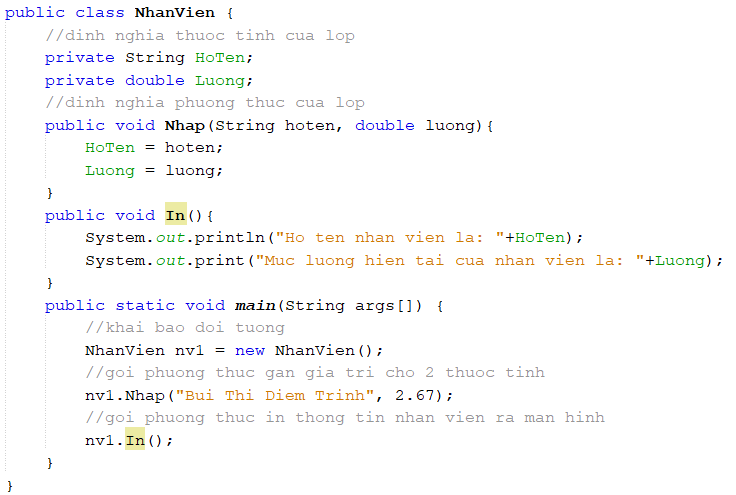 public class NhanVien {
//dinh nghia thuoc tinh cua lop
private String HoTen;
private double Luong;
//dinh nghia phuong thuc cua lop
public void Nhap(String hoten, double luong){
HoTen = hoten;
Luong = luong;
}
public void In(){
System.out.println("Ho ten nhan vien la: "+HoTen);
System.out.print("Muc luong hien tai cua nhan vien la: "+Luong);
}
public static void main(String args[]) {
//khai bao doi tuong
NhanVien nv1 = new NhanVien();
//goi phuong thuc gan gia tri cho 2 thuoc tinh
nv1.Nhap("Bui Thi Diem Trinh", 2.67);
//goi phuong thuc in thong tin nhan vien ra man hinh
nv1.In();
}
}